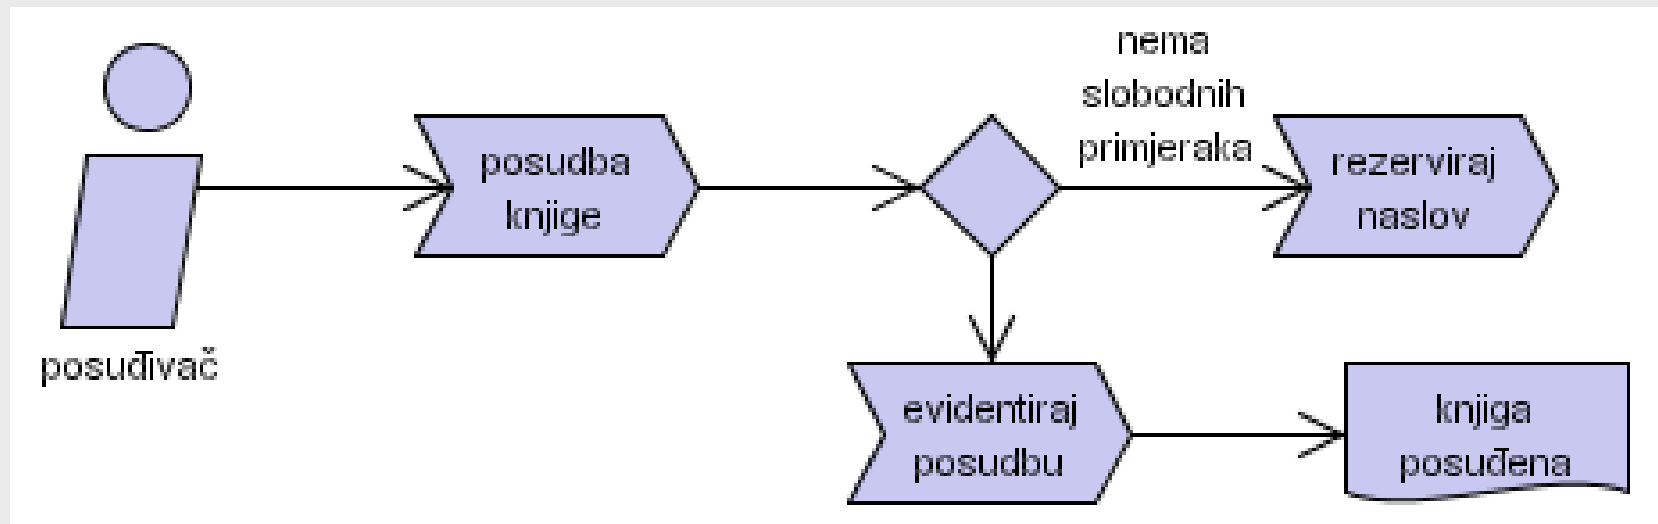 posuđivač
posudba
knjige
nema
slobodnih
primjeraka
rezerviraj
naslov
evidentiraj
posudbu
knjiga
posuđena